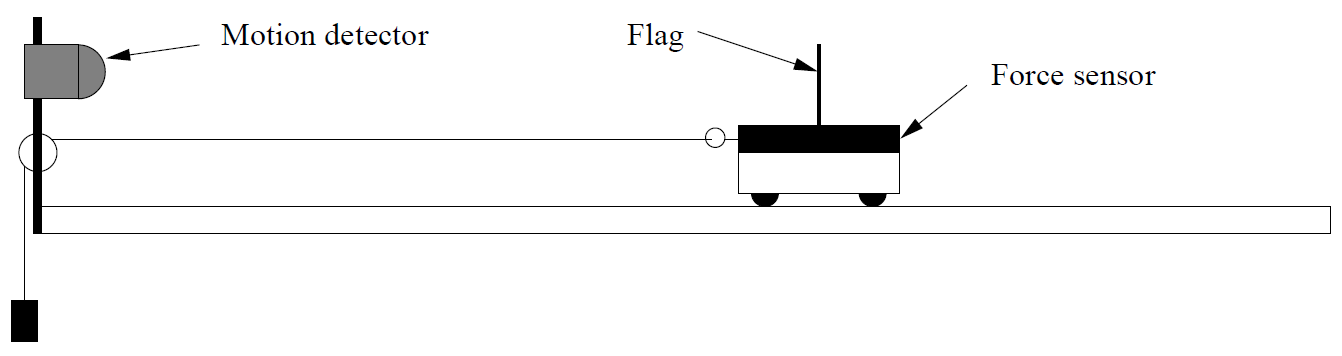 Motion detector
Flag
Force sensor